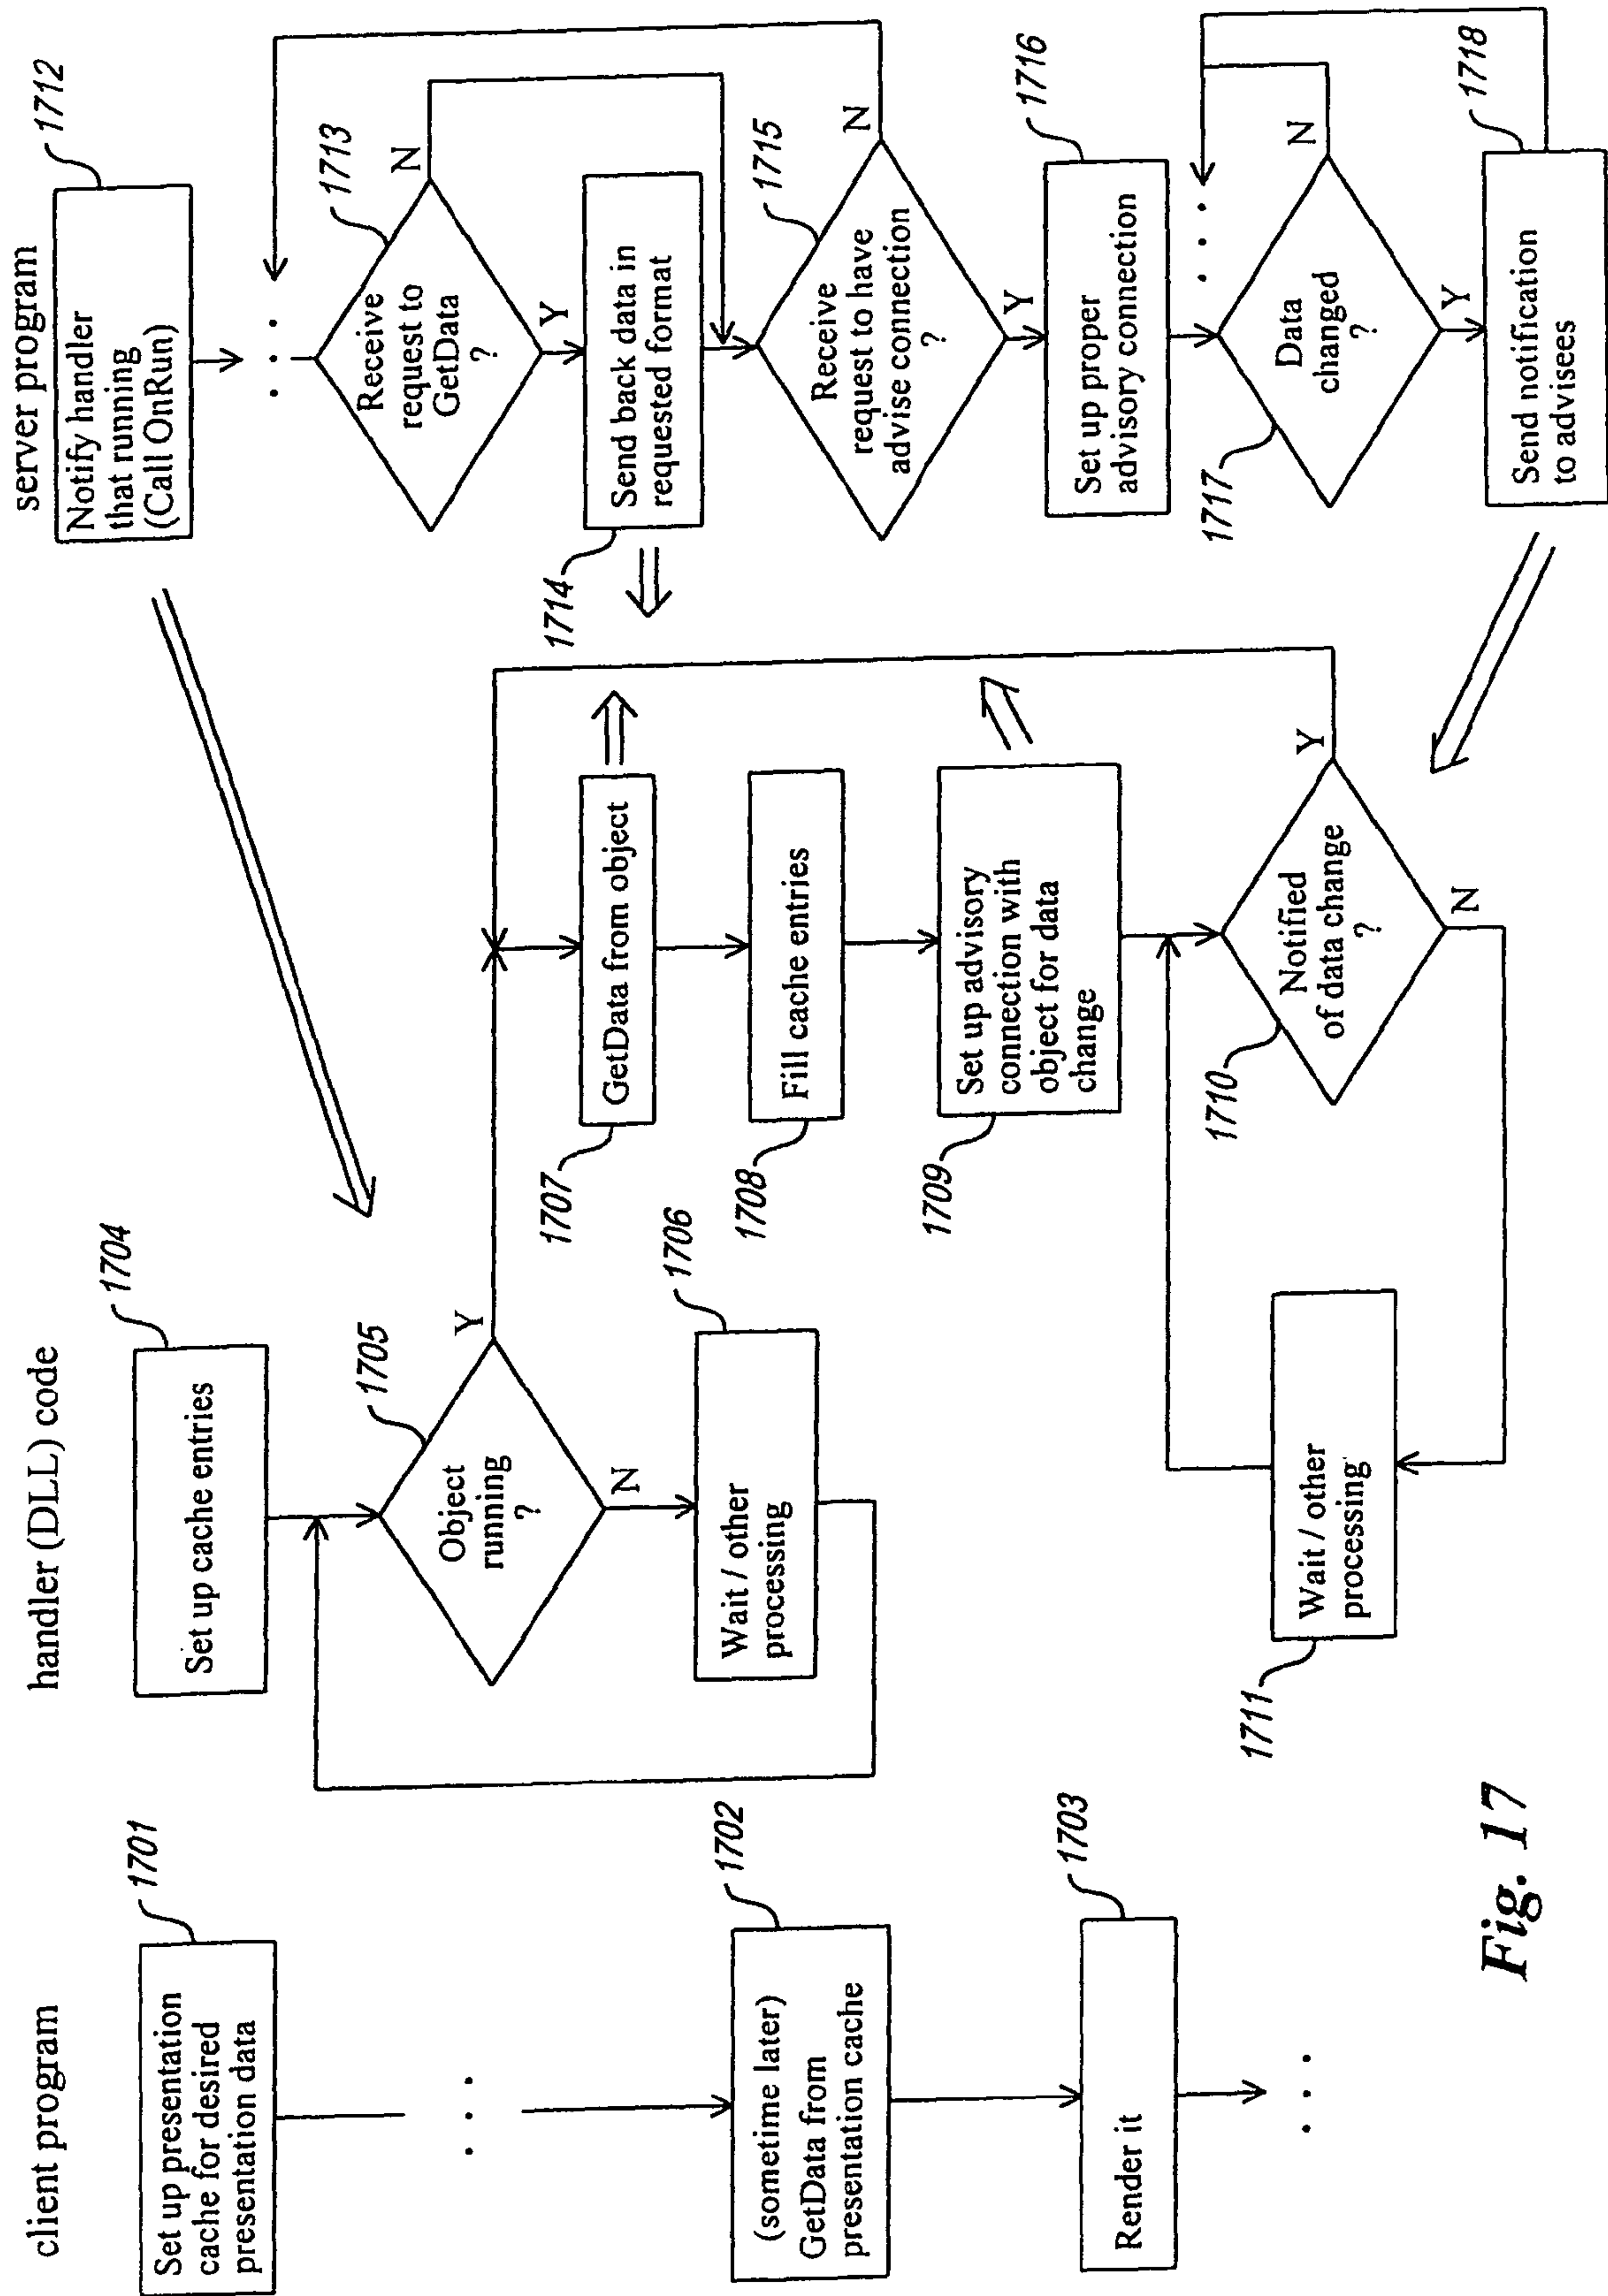 client program
Set up presentation
cache for desired
presentation data
1701
. . .
(sometime later)
GetData from
presentation cache
1702
Render it
1703
. . .
handler (DLL) code
Set up cache entries
1704
Object
running
?
1705
Y
N
Wait / other
processing
1706
GetData from object
1707
Fill cache entries
1708
Set up advisory
connection with
object for data
change
1709
Notified
of data change
?
1710
Y
N
Wait / other
processing
1711
server program
Notify handler
that running
(Call OnRun)
1712
. . .
Receive
request to
GetData
?
1713
N
Y
Send back data in
requested format
1714
Receive
request to have
advise connection
?
1715
N
Y
Set up proper
advisory connection
1716
. . . .
Data
changed
?
1717
N
Y
Send notification
to advisees
1718
Fig. 17